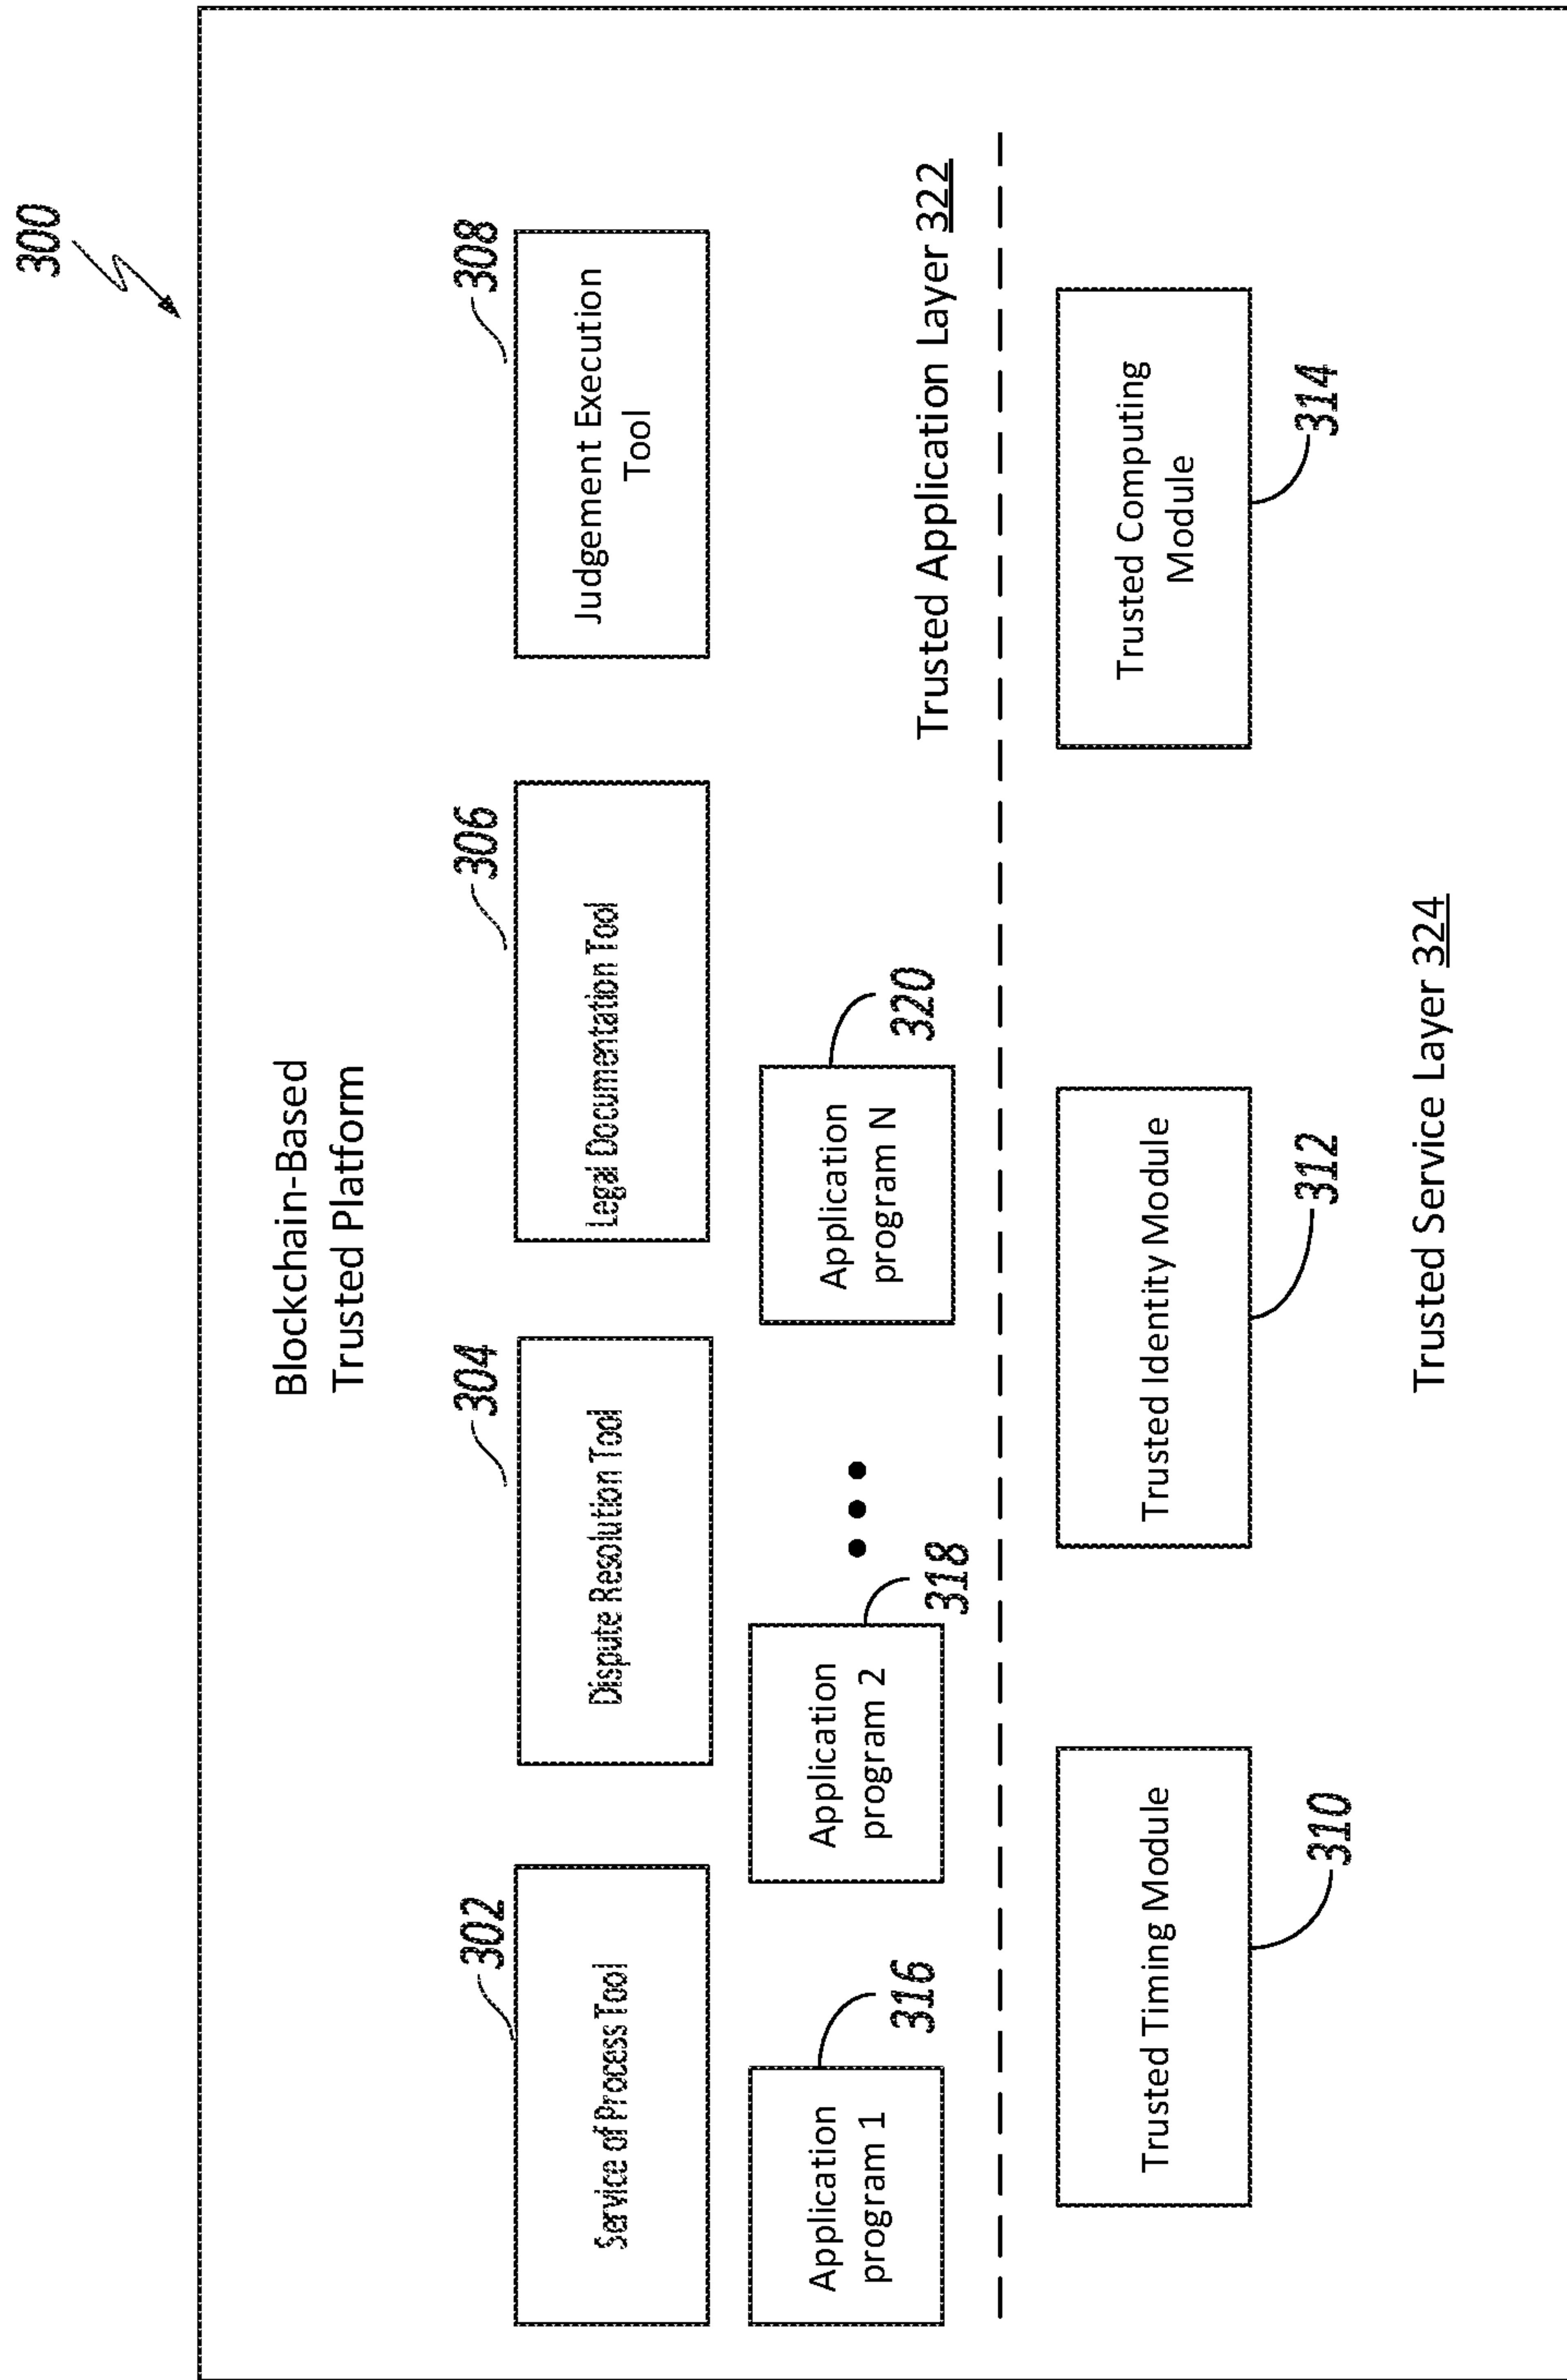 300
Blockchain-Based
Trusted Platform
302
304
306
308
Service of Process Tool
Dispute Resolution Tool
Legal Documentation Tool
Judgement Execution
Tool
Application
program 1
316
Application
program 2
318
Application
program N
320
Trusted Application Layer 322
Trusted Timing Module
310
Trusted Identity Module
312
Trusted Computing
Module
314
Trusted Service Layer 324